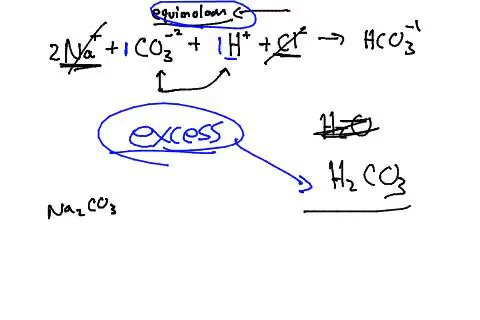 equimolar
2Na⁺ + 1CO₃⁻² + 1H⁺ + Cl⁻ → HCO₃⁻¹
excess
H₂O
H₂CO₃
Na₂CO₃